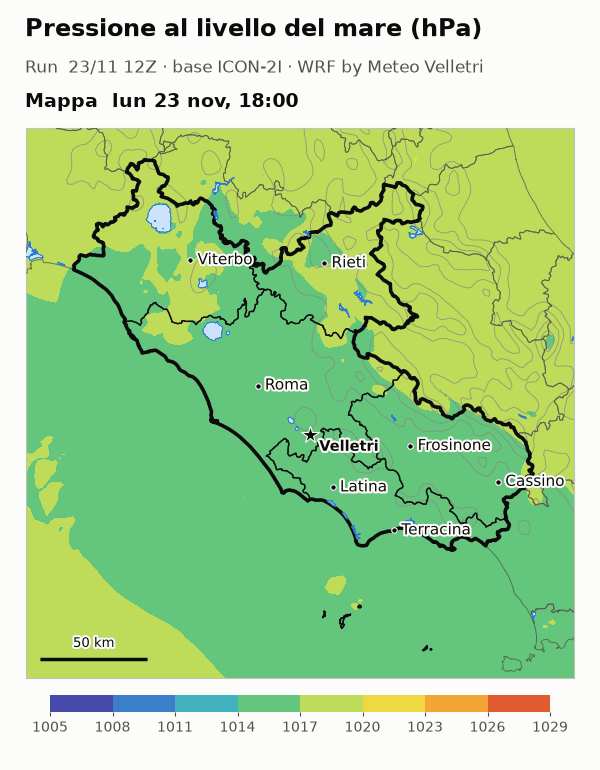 Pressione al livello del mare (hPa)
Run  23/11 12Z · base ICON-2I · WRF by Meteo Velletri
Mappa  lun 23 nov, 18:00
Viterbo
Rieti
Roma
Velletri
Frosinone
Latina
Cassino
Terracina
50 km
1005 1008 1011 1014 1017 1020 1023 1026 1029